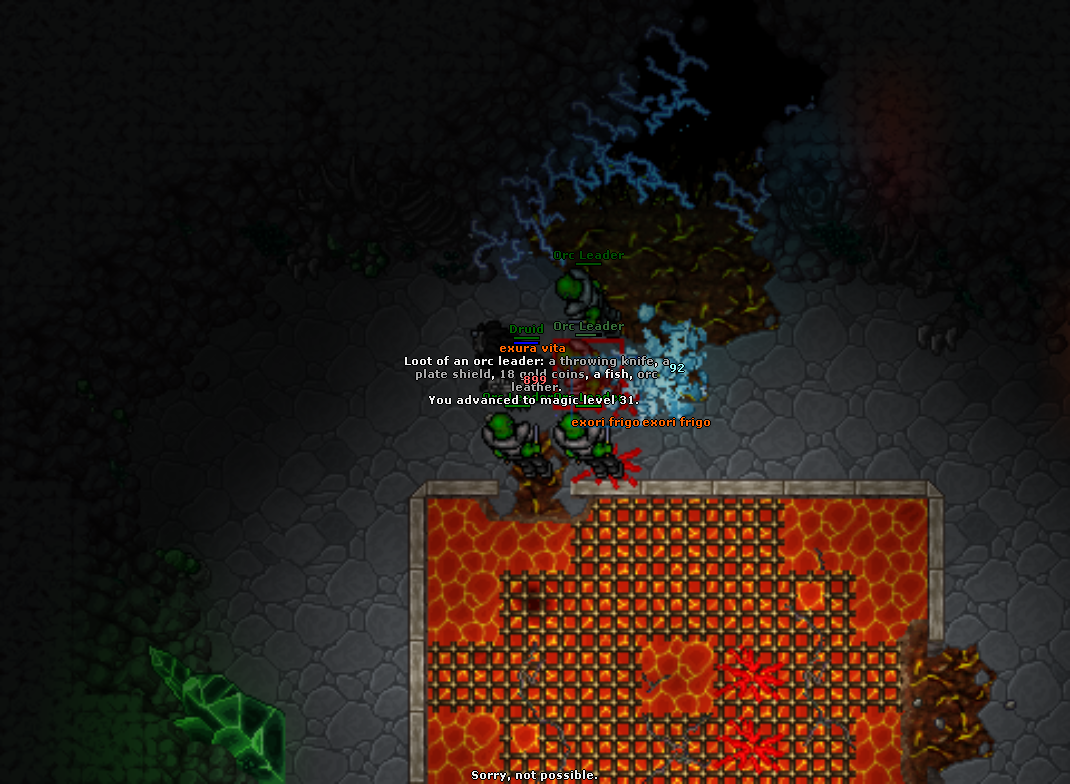 Orc Leader
Druid
Orc Leader
exura vita
Loot of an orc leader: a throwing knife, a
plate shield, 18 gold coins, a fish, orc
leather.
92
899
You advanced to magic level 31.
exori frigo exori frigo
Sorry, not possible.